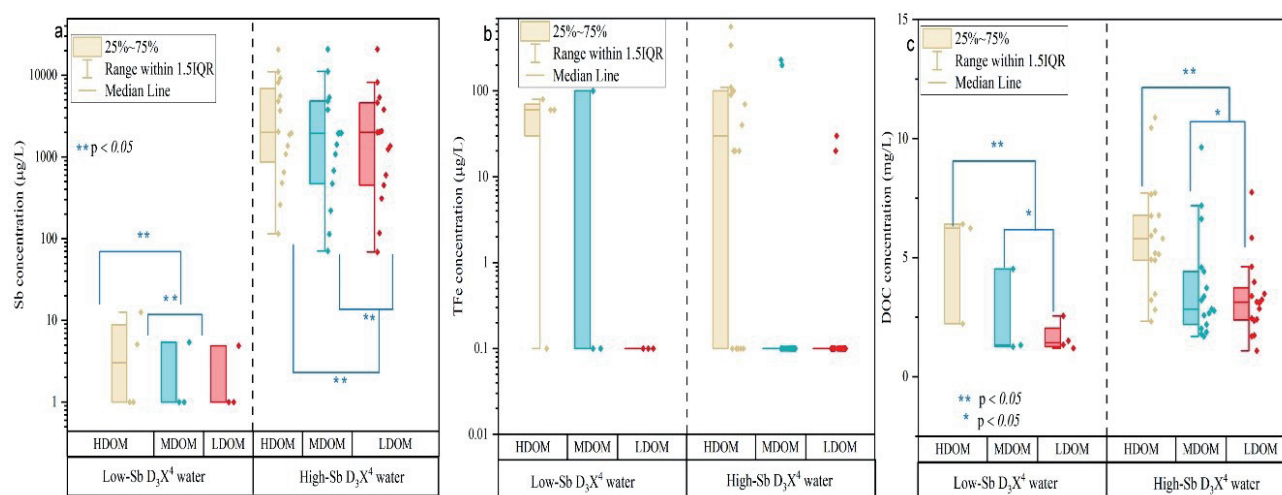 a
25%~75%
Range within 1.5IQR
Median Line
** p < 0.05
Sb concentration (µg/L)
10000
1000
100
10
1
**
**
**
**
HDOM MDOM LDOM HDOM MDOM LDOM
Low-Sb D₃X⁴ water High-Sb D₃X⁴ water
b
25%~75%
Range within 1.5IQR
Median Line
TFe concentration (µg/L)
100
10
1
0.1
0.01
HDOM MDOM LDOM HDOM MDOM LDOM
Low-Sb D₃X⁴ water High-Sb D₃X⁴ water
c
25%~75%
Range within 1.5IQR
Median Line
DOC concentration (mg/L)
15
10
5
0
**
*
**
*
** p < 0.05
* p < 0.05
HDOM MDOM LDOM HDOM MDOM LDOM
Low-Sb D₃X⁴ water High-Sb D₃X⁴ water